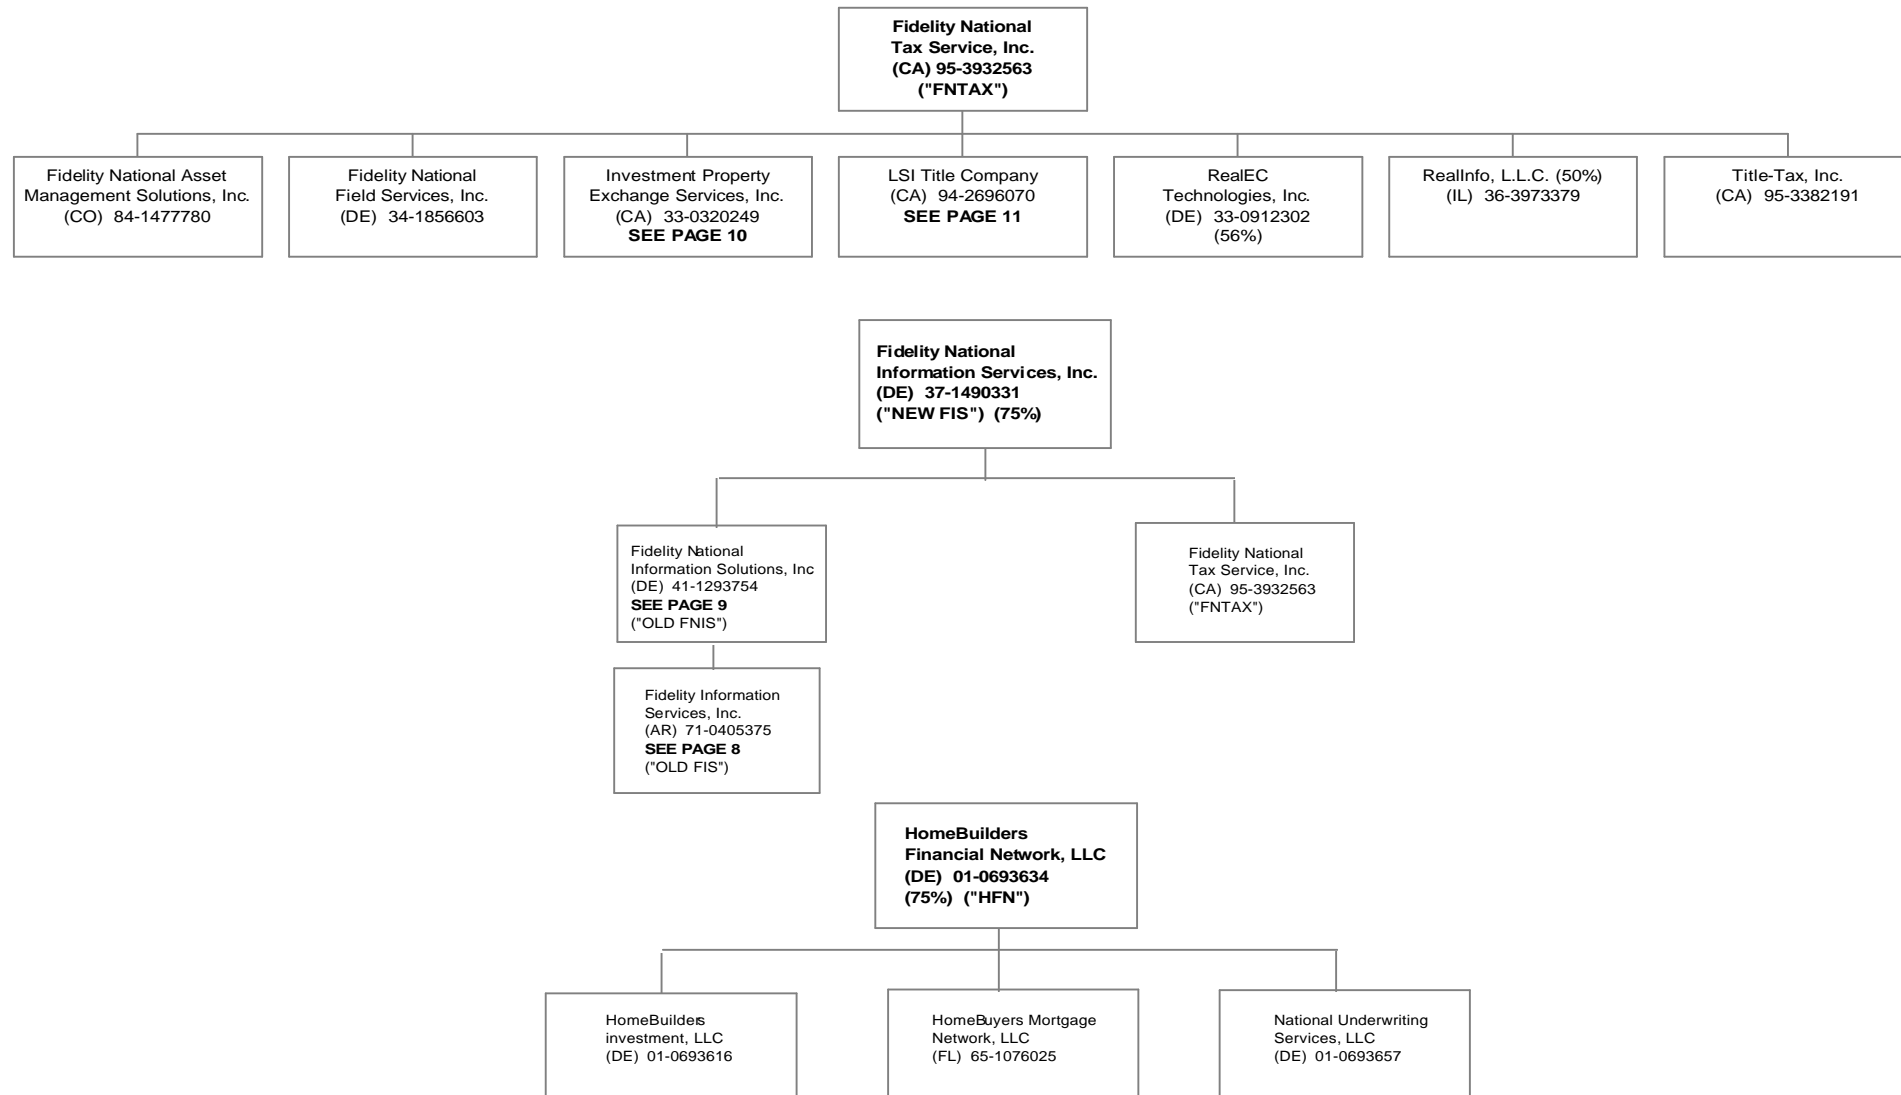 Fidelity National
Tax Service, Inc.
(CA) 95-3932563
("FNTAX")
Fidelity National Asset
Management Solutions, Inc.
(CO) 84-1477780
Fidelity National
Field Services, Inc.
(DE) 34-1856603
Investment Property
Exchange Services, Inc.
(CA) 33-0320249
SEE PAGE 10
LSI Title Company
(CA) 94-2696070
SEE PAGE 11
RealEC
Technologies, Inc.
(DE) 33-0912302
(56%)
RealInfo, L.L.C. (50%)
(IL) 36-3973379
Title-Tax, Inc.
(CA) 95-3382191
Fidelity National
Information Services, Inc.
(DE) 37-1490331
("NEW FIS") (75%)
Fidelity National
Information Solutions, Inc
(DE) 41-1293754
SEE PAGE 9
("OLD FNIS")
Fidelity National
Tax Service, Inc.
(CA) 95-3932563
("FNTAX")
Fidelity Information
Services, Inc.
(AR) 71-0405375
SEE PAGE 8
("OLD FIS")
HomeBuilders
Financial Network, LLC
(DE) 01-0693634
(75%) ("HFN")
HomeBuilders
investment, LLC
(DE) 01-0693616
HomeBuyers Mortgage
Network, LLC
(FL) 65-1076025
National Underwriting
Services, LLC
(DE) 01-0693657